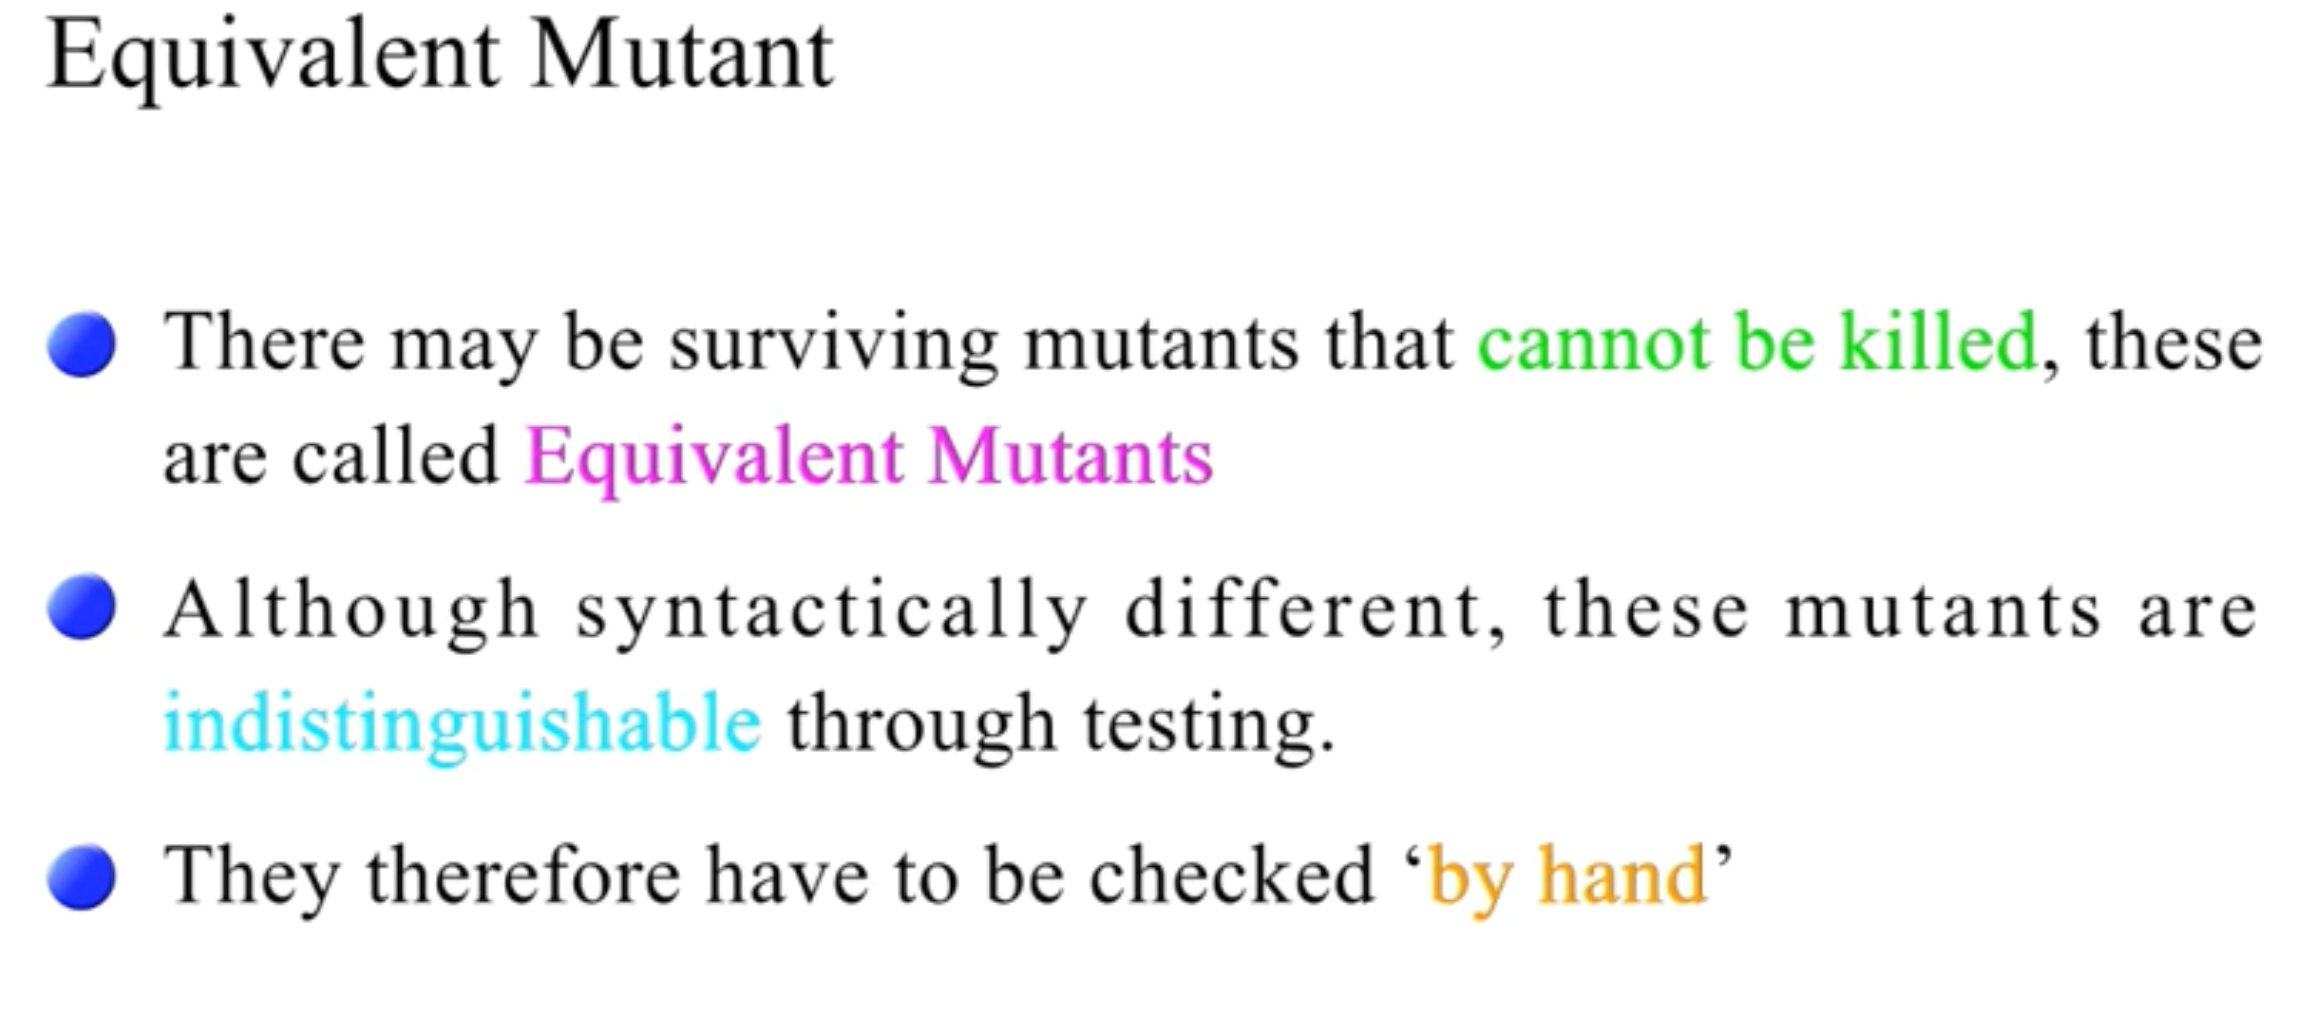 Equivalent Mutant
There may be surviving mutants that cannot be killed, these
are called Equivalent Mutants
Although syntactically different, these mutants are
indistinguishable through testing.
They therefore have to be checked ‘by hand’